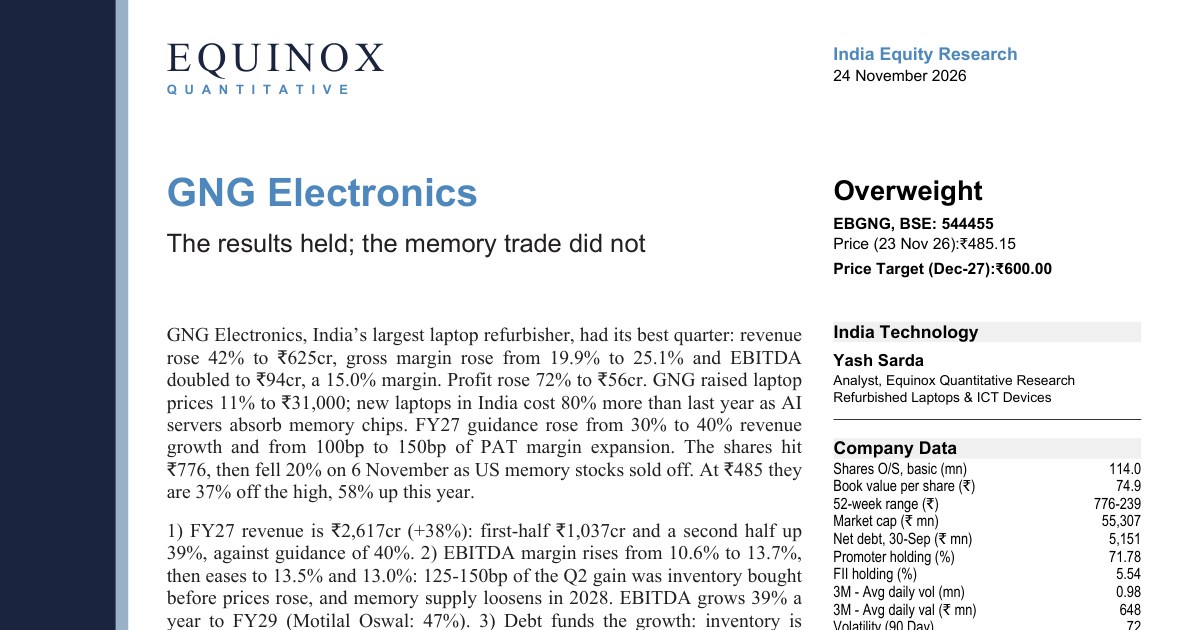 EQUINOX
QUANTITATIVE
India Equity Research
24 November 2026
GNG Electronics
The results held; the memory trade did not
GNG Electronics, India’s largest laptop refurbisher, had its best quarter: revenue
rose 42% to ₹625cr, gross margin rose from 19.9% to 25.1% and EBITDA
doubled to ₹94cr, a 15.0% margin. Profit rose 72% to ₹56cr. GNG raised laptop
prices 11% to ₹31,000; new laptops in India cost 80% more than last year as AI
servers absorb memory chips. FY27 guidance rose from 30% to 40% revenue
growth and from 100bp to 150bp of PAT margin expansion. The shares hit
₹776, then fell 20% on 6 November as US memory stocks sold off. At ₹485 they
are 37% off the high, 58% up this year.
1) FY27 revenue is ₹2,617cr (+38%): first-half ₹1,037cr and a second half up
39%, against guidance of 40%. 2) EBITDA margin rises from 10.6% to 13.7%,
then eases to 13.5% and 13.0%: 125-150bp of the Q2 gain was inventory bought
before prices rose, and memory supply loosens in 2028. EBITDA grows 39% a
year to FY29 (Motilal Oswal: 47%). 3) Debt funds the growth: inventory is
Overweight
EBGNG, BSE: 544455
Price (23 Nov 26):₹485.15
Price Target (Dec-27):₹600.00
India Technology
Yash Sarda
Analyst, Equinox Quantitative Research
Refurbished Laptops & ICT Devices
Company Data
Shares O/S, basic (mn) 114.0
Book value per share (₹) 74.9
52-week range (₹) 776-239
Market cap (₹ mn) 55,307
Net debt, 30-Sep (₹ mn) 5,151
Promoter holding (%) 71.78
FII holding (%) 5.54
3M - Avg daily vol (mn) 0.98
3M - Avg daily val (₹ mn) 648
Volatility (90 Day) 72